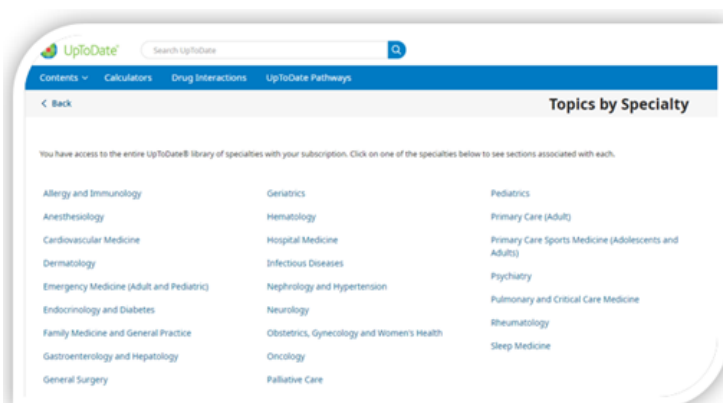 UpToDate®
Search UpToDate
Contents Calculators Drug Interactions UpToDate Pathways
< Back
Topics by Specialty
You have access to the entire UpToDate® library of specialties with your subscription. Click on one of the specialties below to see sections associated with each.
Allergy and Immunology
Anesthesiology
Cardiovascular Medicine
Dermatology
Emergency Medicine (Adult and Pediatric)
Endocrinology and Diabetes
Family Medicine and General Practice
Gastroenterology and Hepatology
General Surgery
Geriatrics
Hematology
Hospital Medicine
Infectious Diseases
Nephrology and Hypertension
Neurology
Obstetrics, Gynecology and Women's Health
Oncology
Palliative Care
Pediatrics
Primary Care (Adult)
Primary Care Sports Medicine (Adolescents and
Adults)
Psychiatry
Pulmonary and Critical Care Medicine
Rheumatology
Sleep Medicine